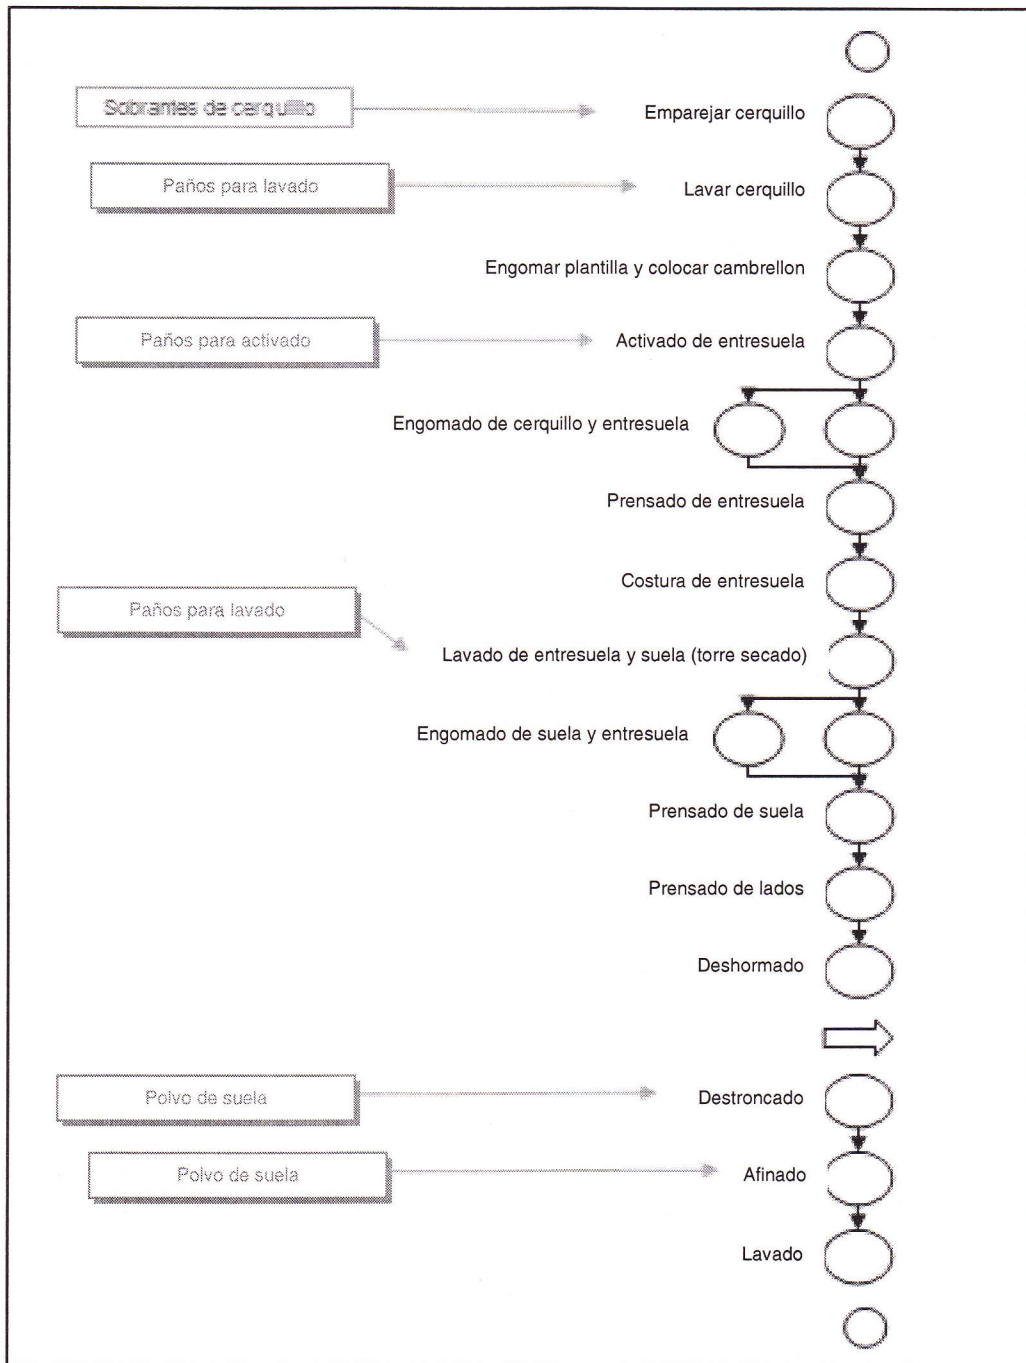 Sobrantes de cerquillo
Emparejar cerquillo
Paños para lavado
Lavar cerquillo
Engomar plantilla y colocar cambrellon
Paños para activado
Activado de entresuela
Engomado de cerquillo y entresuela
Prensado de entresuela
Costura de entresuela
Paños para lavado
Lavado de entresuela y suela (torre secado)
Engomado de suela y entresuela
Prensado de suela
Prensado de lados
Deshormado
Polvo de suela
Destroncado
Polvo de suela
Afinado
Lavado